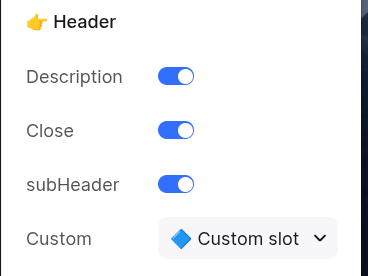 👉 Header
Description
Close
subHeader
Custom 🔷 Custom slot